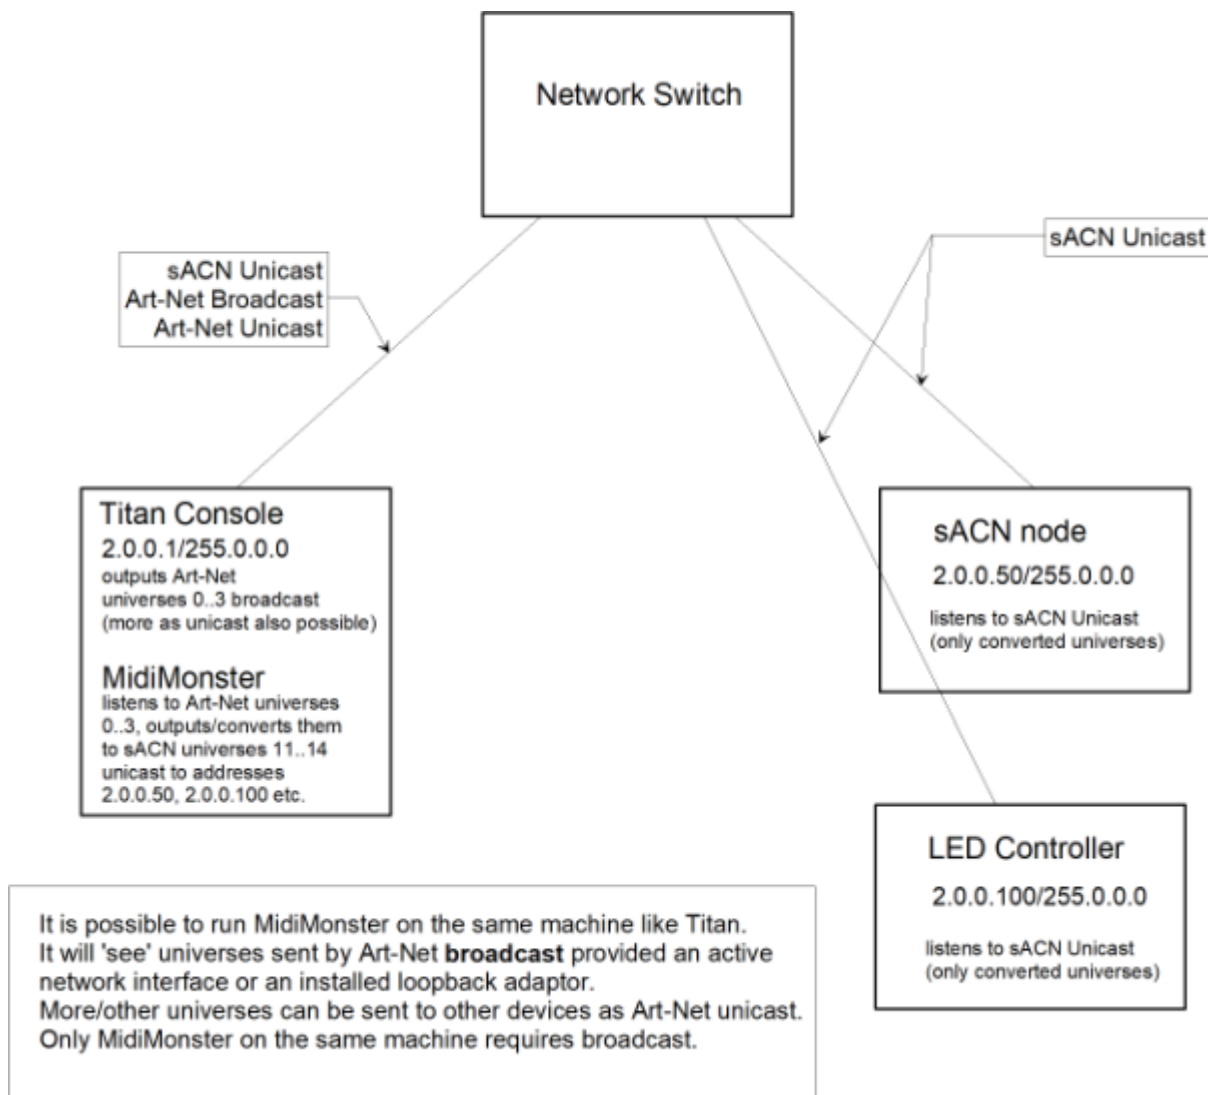 Network Switch
sACN Unicast
Art-Net Broadcast
Art-Net Unicast
sACN Unicast
Titan Console
2.0.0.1/255.0.0.0
outputs Art-Net
universes 0..3 broadcast
(more as unicast also possible)
MidiMonster
listens to Art-Net universes
0..3, outputs/converts them
to sACN universes 11..14
unicast to addresses
2.0.0.50, 2.0.0.100 etc.
sACN node
2.0.0.50/255.0.0.0
listens to sACN Unicast
(only converted universes)
LED Controller
2.0.0.100/255.0.0.0
listens to sACN Unicast
(only converted universes)
It is possible to run MidiMonster on the same machine like Titan.
It will 'see' universes sent by Art-Net broadcast provided an active
network interface or an installed loopback adaptor.
More/other universes can be sent to other devices as Art-Net unicast.
Only MidiMonster on the same machine requires broadcast.